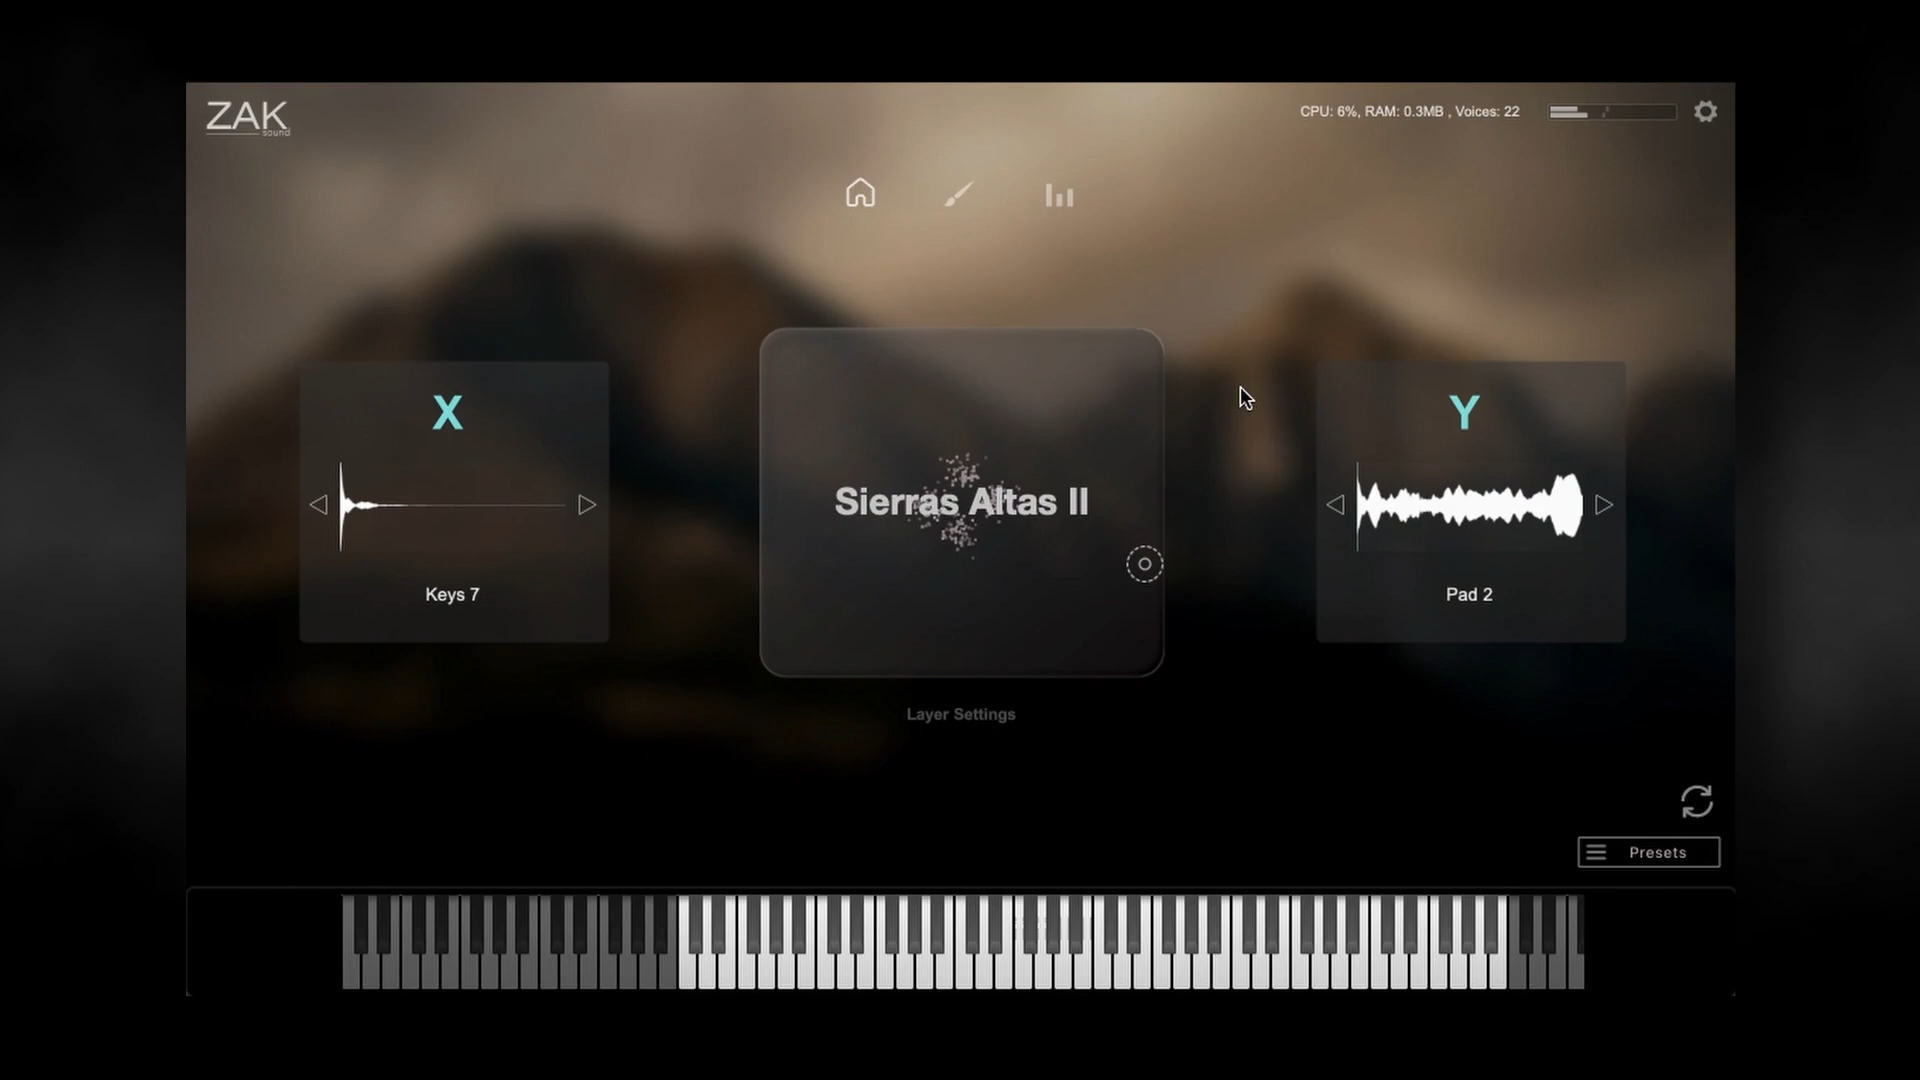 ZAK
sound
CPU: 6%, RAM: 0.3MB , Voices: 22
X
Y
Sierras Altas II
Keys 7
Pad 2
Layer Settings
Presets